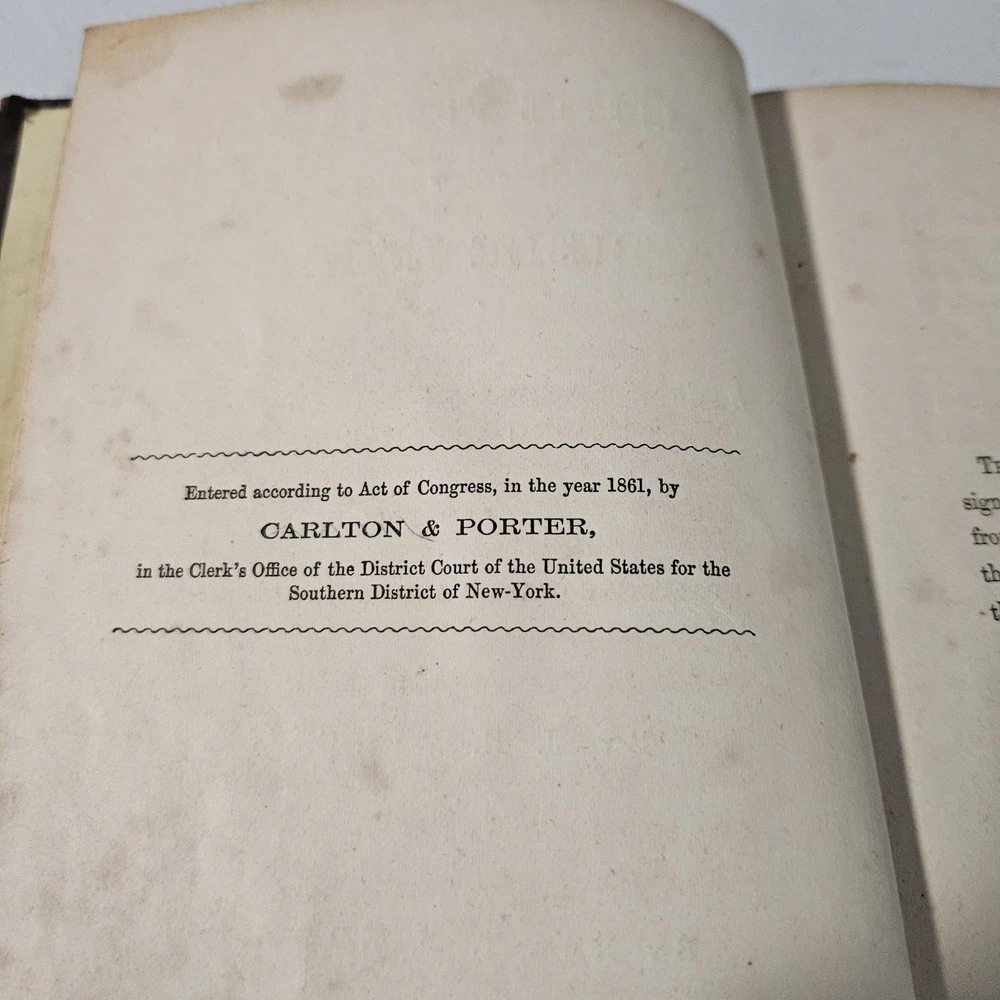 Entered according to Act of Congress, in the year 1861, by
CARLTON & PORTER,
in the Clerk's Office of the District Court of the United States for the
Southern District of New-York.
sign